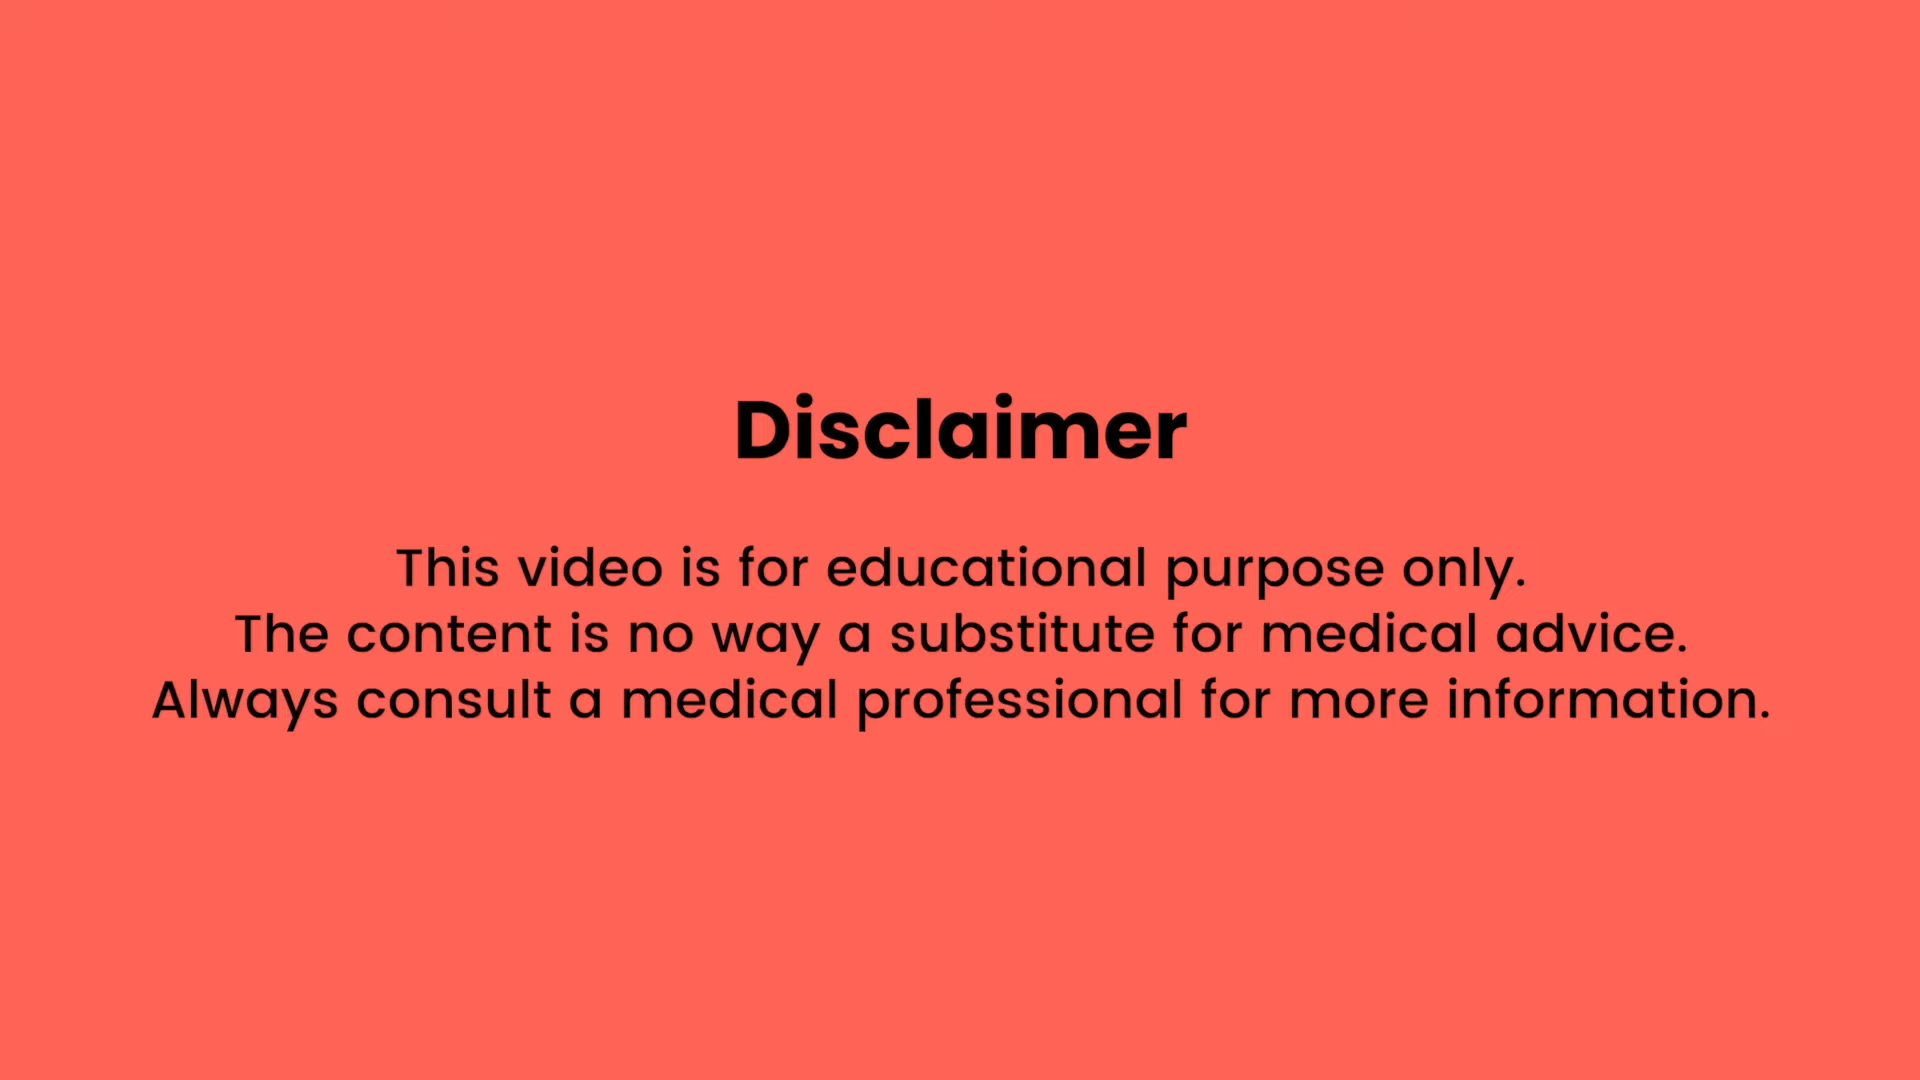 Disclaimer
This video is for educational purpose only.
The content is no way a substitute for medical advice.
Always consult a medical professional for more information.